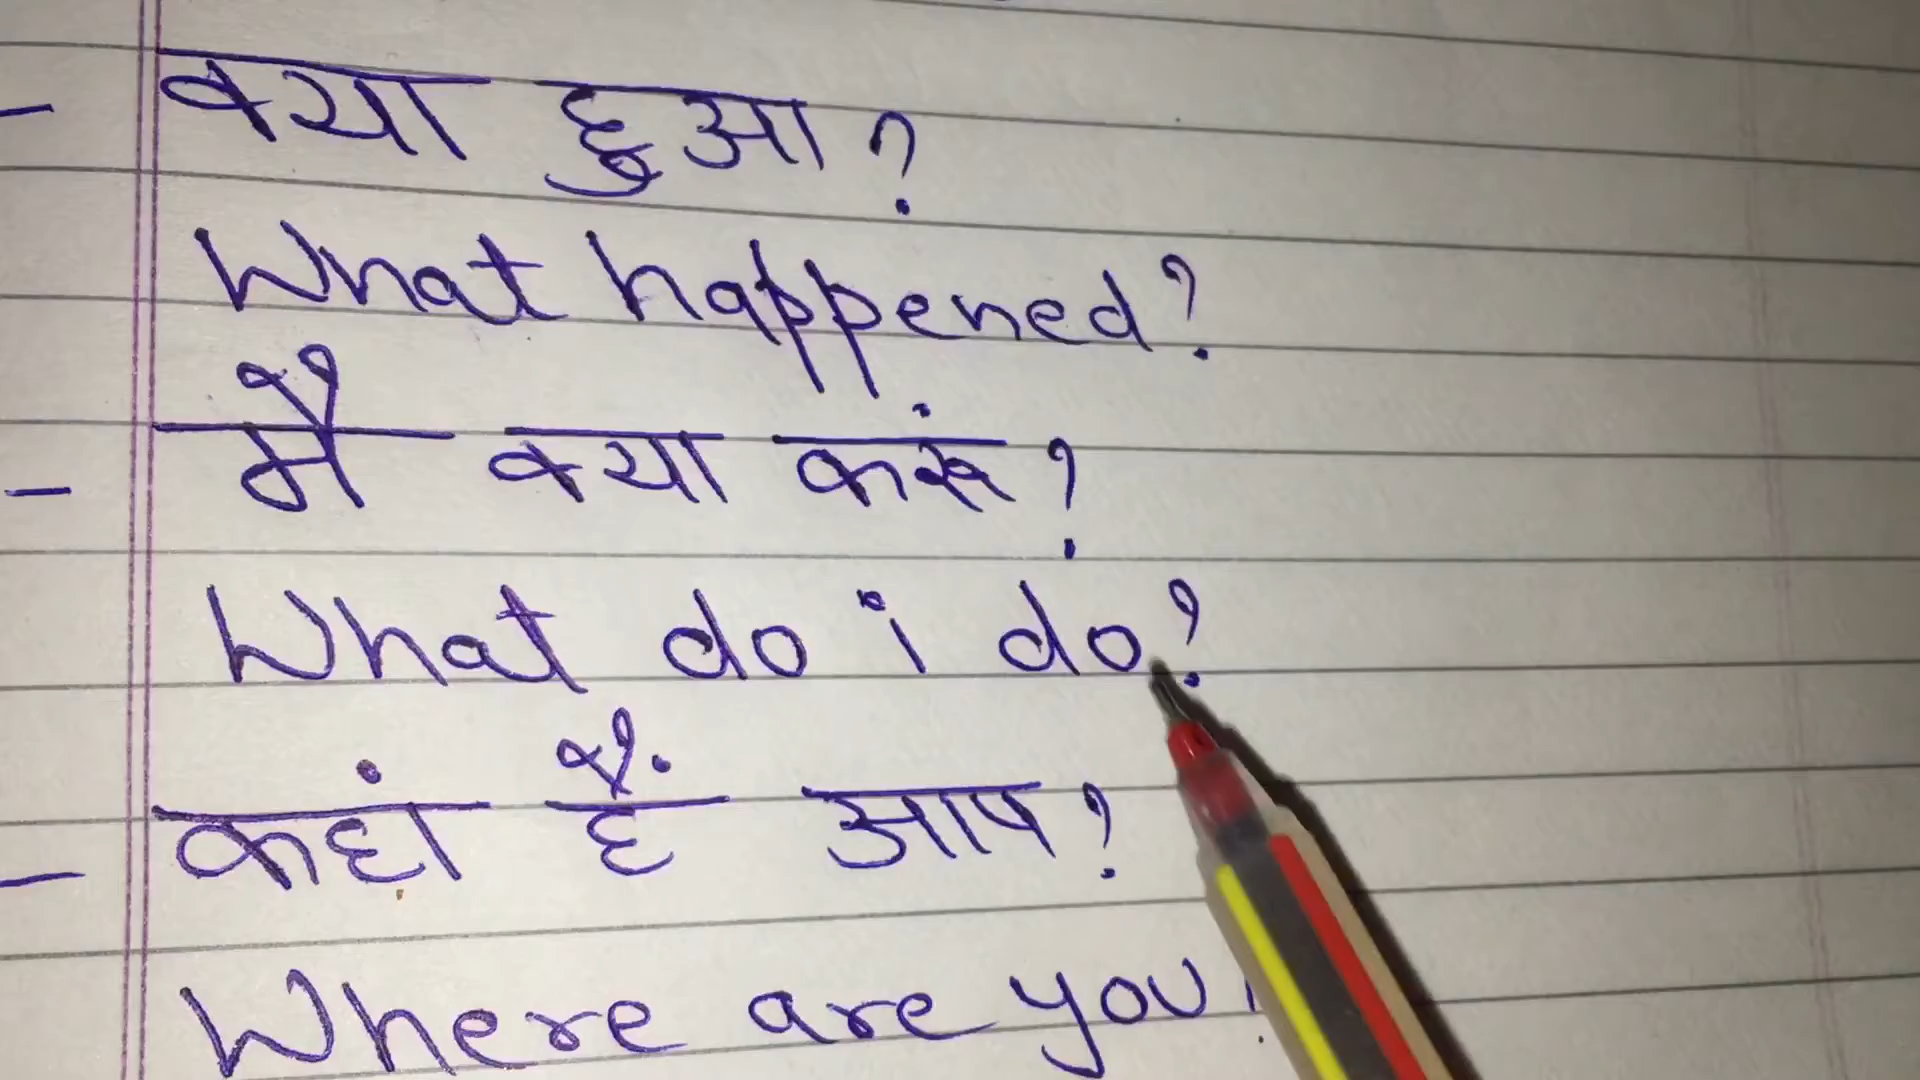 - क्या हुआ?
What happened?
- मै क्या करूं?
What do i do?
- कहां हैं आप?
Where are you?